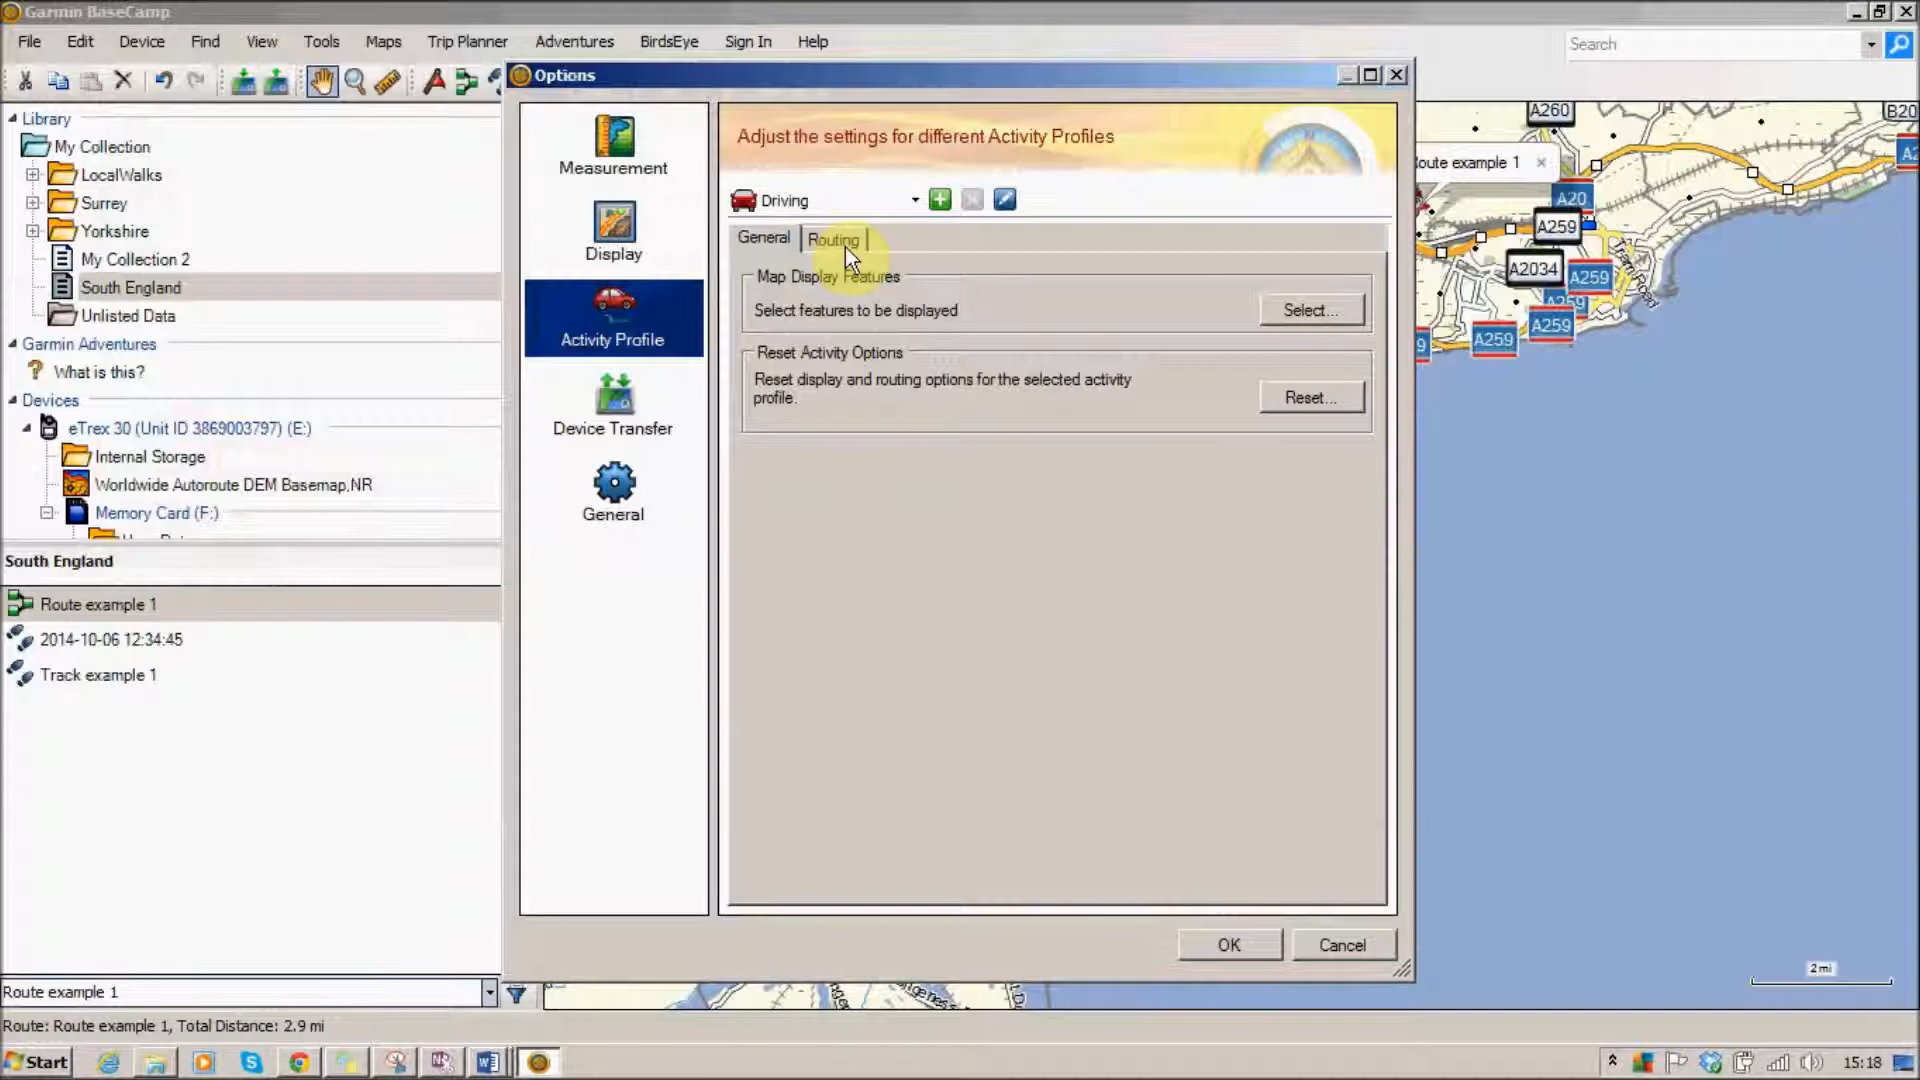 Garmin BaseCamp
File Edit Device Find View Tools Maps Trip Planner Adventures BirdsEye Sign In Help
Search
Options
Library
My Collection
LocalWalks
Surrey
Yorkshire
My Collection 2
South England
Unlisted Data
Garmin Adventures
What is this?
Devices
eTrex 30 (Unit ID 3869003797) (E:)
Internal Storage
Worldwide Autoroute DEM Basemap,NR
Memory Card (F:)
South England
Route example 1
2014-10-06 12:34:45
Track example 1
Route example 1
Route: Route example 1, Total Distance: 2.9 mi
Measurement
Display
Activity Profile
Device Transfer
General
Adjust the settings for different Activity Profiles
Driving
General Routing
Map Display Features
Select features to be displayed
Select...
Reset Activity Options
Reset display and routing options for the selected activity
profile.
Reset...
OK Cancel
A260
B20
oute example 1
A20
A259
A2034
A259
A259
A259
A259
Tram Road
2 mi
Start
15:18